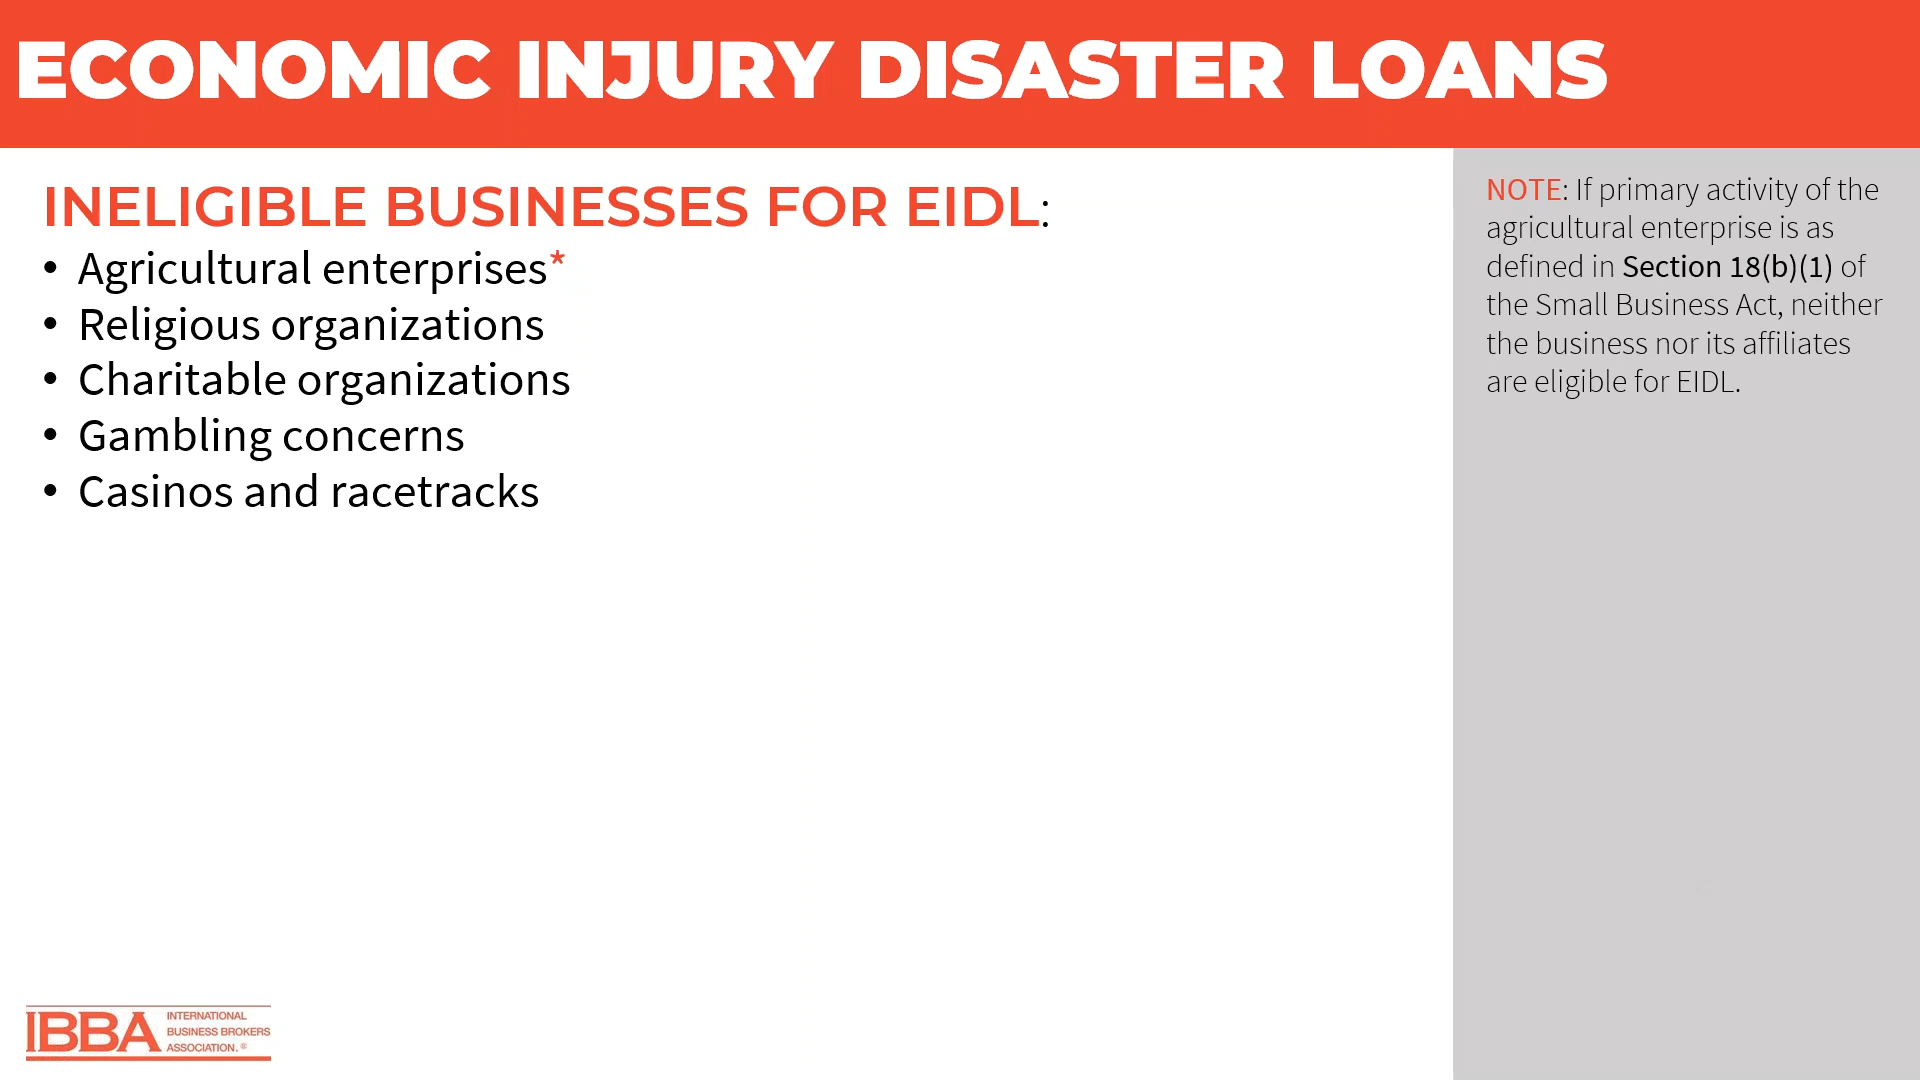 ECONOMIC INJURY DISASTER LOANS
INELIGIBLE BUSINESSES FOR EIDL:
• Agricultural enterprises*
• Religious organizations
• Charitable organizations
• Gambling concerns
• Casinos and racetracks
NOTE: If primary activity of the
agricultural enterprise is as
defined in Section 18(b)(1) of
the Small Business Act, neither
the business nor its affiliates
are eligible for EIDL.
IBBA
INTERNATIONAL
BUSINESS BROKERS
ASSOCIATION.®